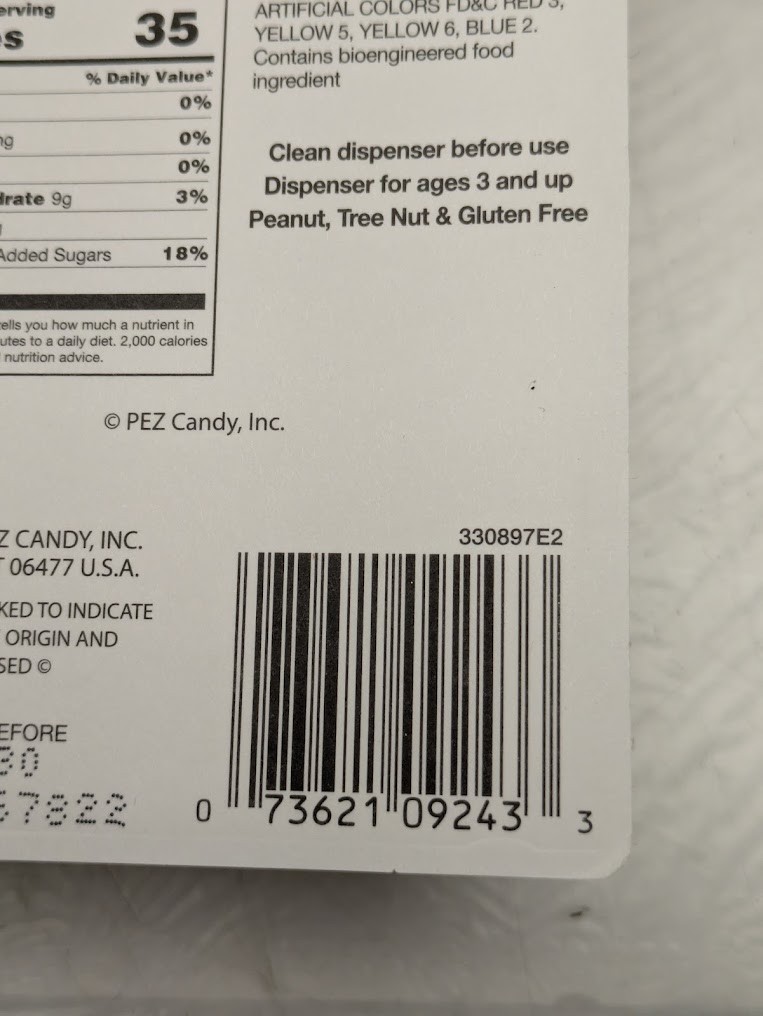 erving
35
% Daily Value*
0%
0%
0%
drate 9g 3%
Added Sugars 18%
ells you how much a nutrient in
utes to a daily diet. 2,000 calories
nutrition advice.
ARTIFICIAL COLORS FD&C RED 3,
YELLOW 5, YELLOW 6, BLUE 2.
Contains bioengineered food
ingredient
Clean dispenser before use
Dispenser for ages 3 and up
Peanut, Tree Nut & Gluten Free
© PEZ Candy, Inc.
Z CANDY, INC.
06477 U.S.A.
KED TO INDICATE
ORIGIN AND
SED ©
EFORE
30
7822
330897E2
0 73621 09243 3